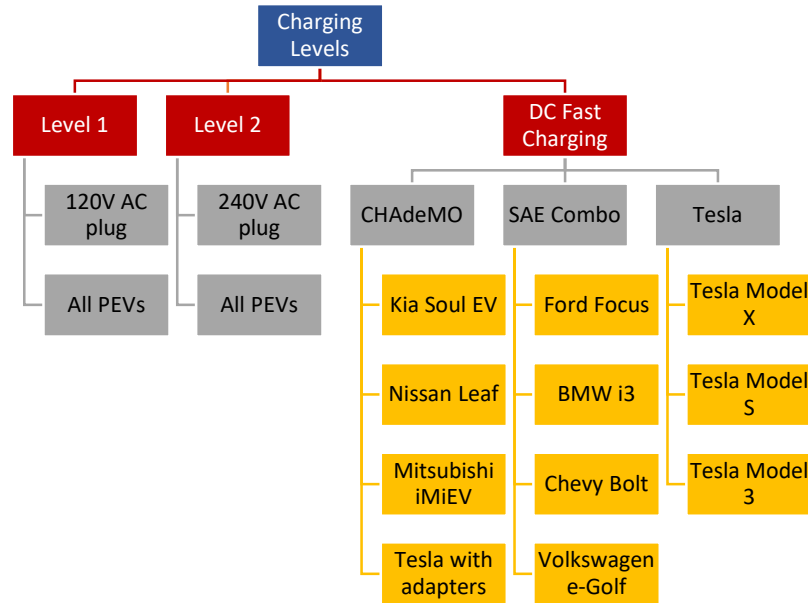 Charging
Levels
Level 1
Level 2
DC Fast
Charging
120V AC
plug
240V AC
plug
CHAdeMO
SAE Combo
Tesla
All PEVs
All PEVs
Kia Soul EV
Ford Focus
Tesla Model
X
Nissan Leaf
BMW i3
Tesla Model
S
Mitsubishi
iMiEV
Chevy Bolt
Tesla Model
3
Tesla with
adapters
Volkswagen
e-Golf